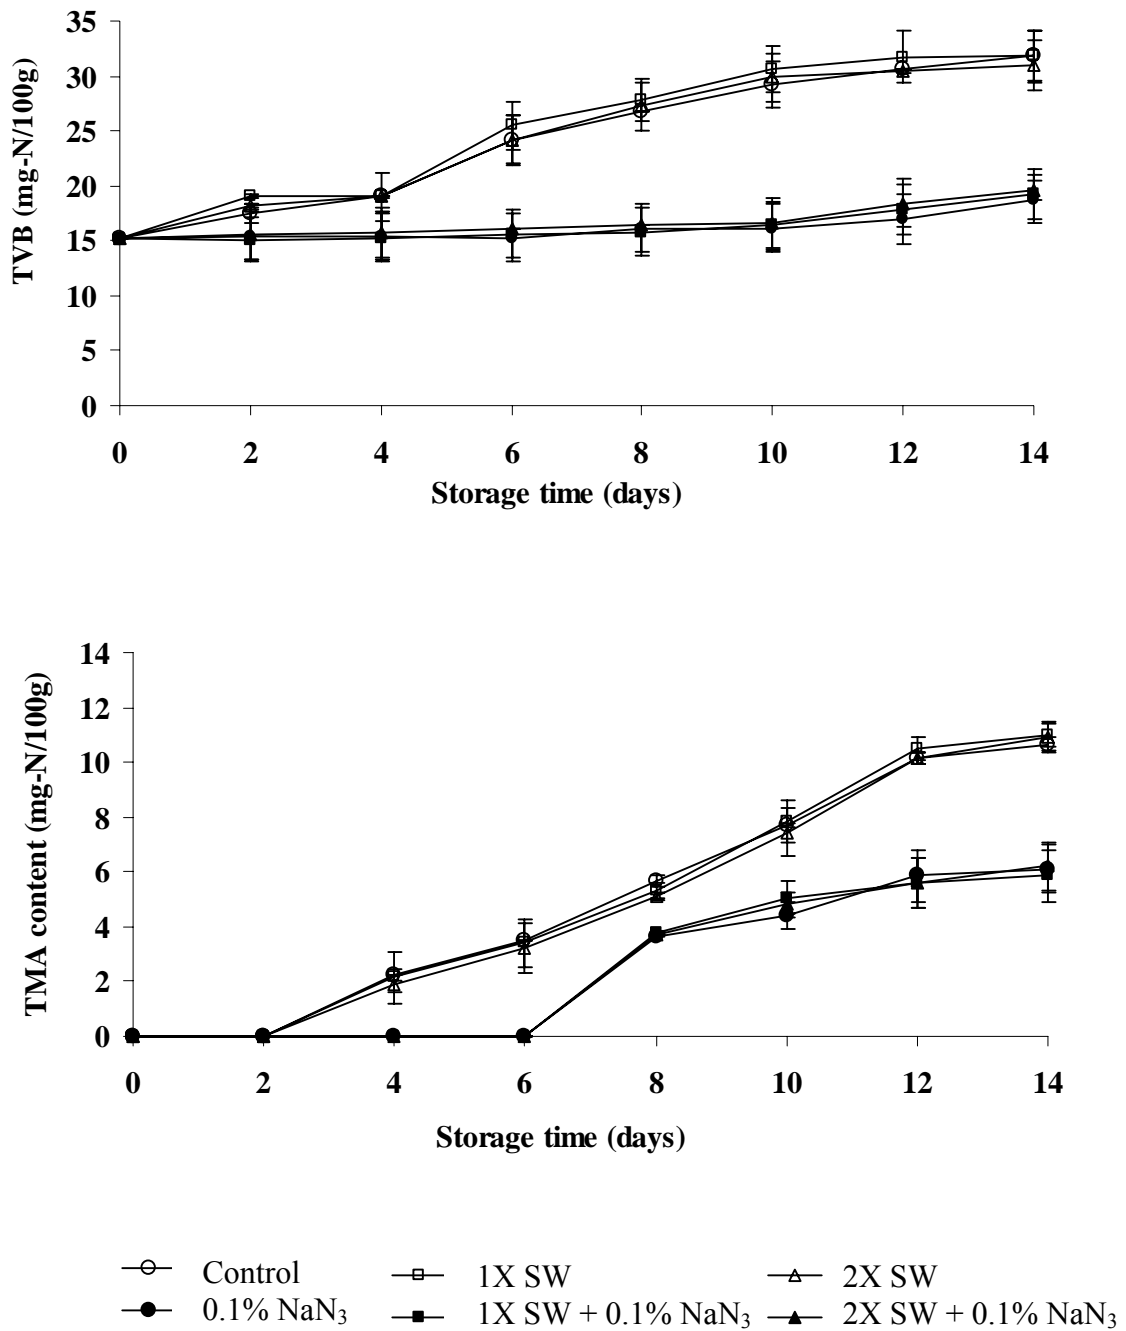 35
30
25
20
15
10
5
0
TVB (mg-N/100g)
0 2 4 6 8 10 12 14
Storage time (days)
14
12
10
8
6
4
2
0
TMA content (mg-N/100g)
0 2 4 6 8 10 12 14
Storage time (days)
Control 1X SW 2X SW
0.1% NaN₃ 1X SW + 0.1% NaN₃ 2X SW + 0.1% NaN₃